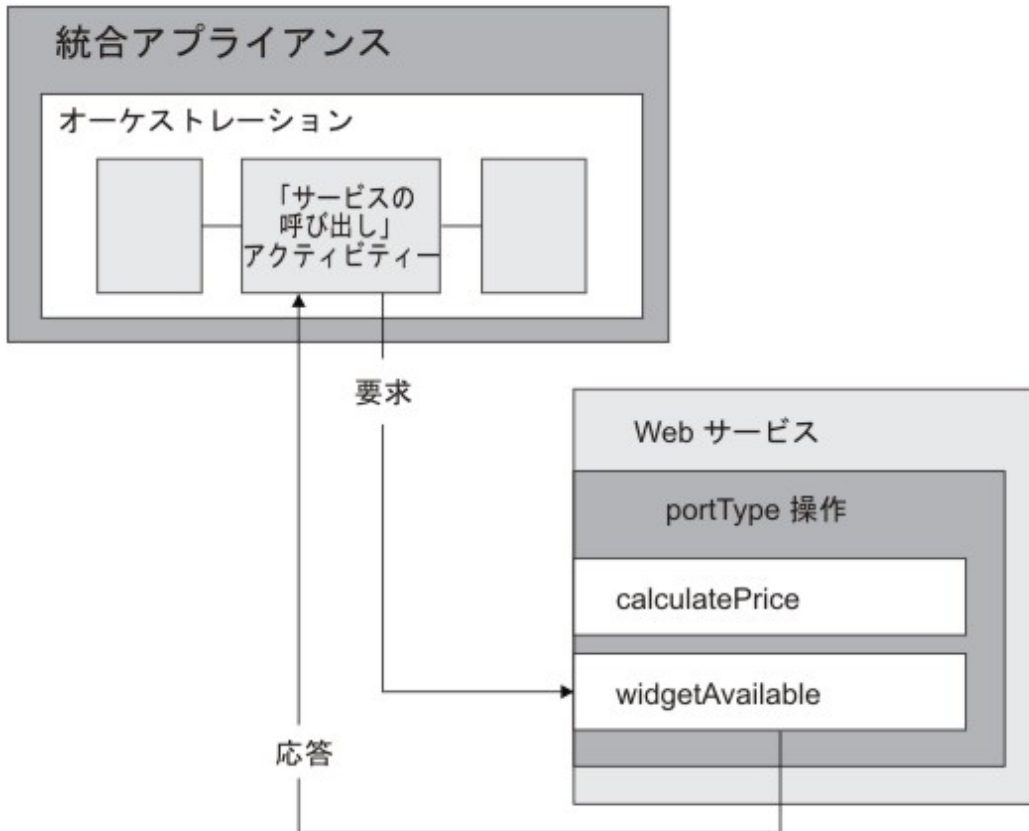 統合アプライアンス
オーケストレーション
「サービスの
呼び出し」
アクティビティー
要求
Web サービス
portType 操作
calculatePrice
widgetAvailable
応答